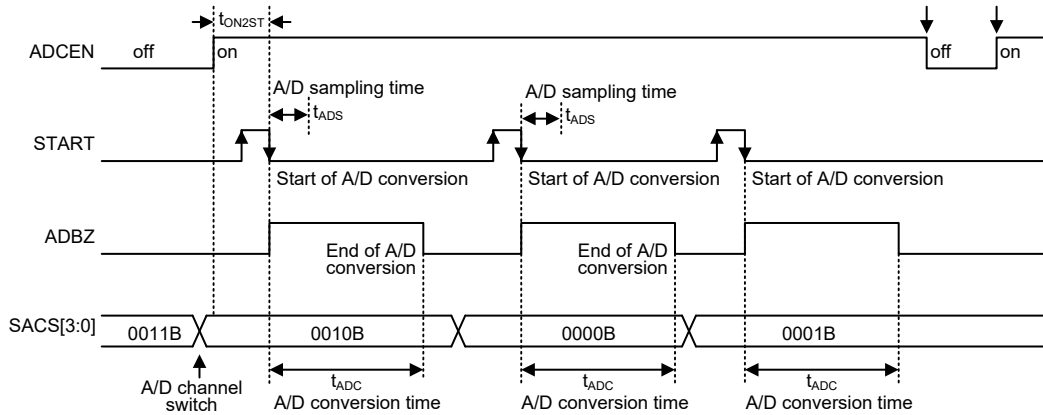 tON2ST
ADCEN off on off on
A/D sampling time A/D sampling time
tADS tADS
START
Start of A/D conversion Start of A/D conversion Start of A/D conversion
ADBZ
End of A/D conversion End of A/D conversion
SACS[3:0] 0011B 0010B 0000B 0001B
A/D channel switch
tADC tADC tADC
A/D conversion time A/D conversion time A/D conversion time